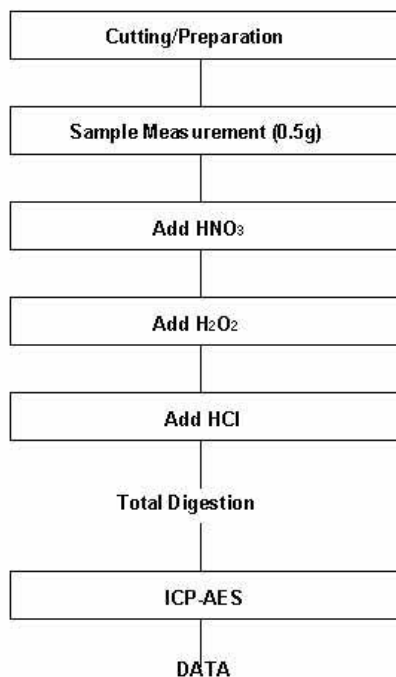 Cutting/Preparation
Sample Measurement (0.5g)
Add HNO₃
Add H₂O₂
Add HCl
Total Digestion
ICP-AES
DATA